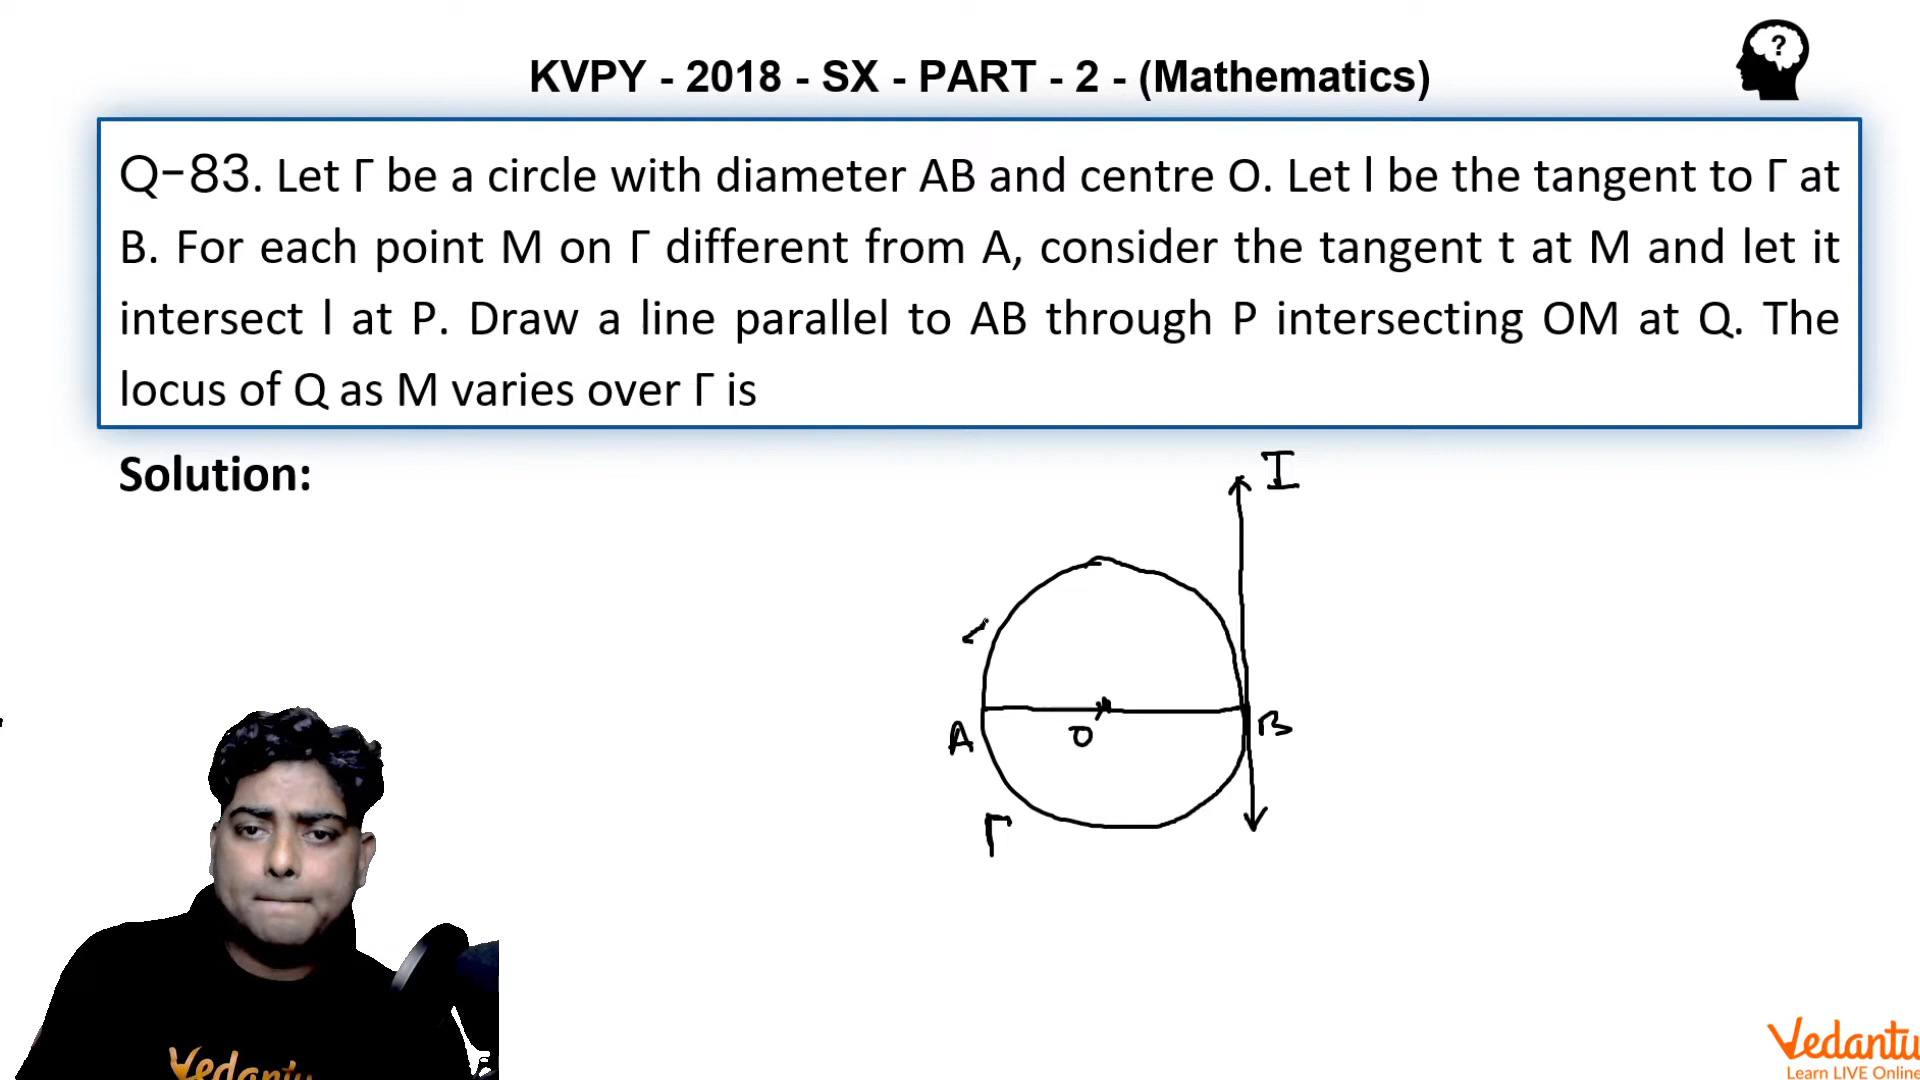 KVPY - 2018 - SX - PART - 2 - (Mathematics)
?
Q-83. Let Γ be a circle with diameter AB and centre O. Let l be the tangent to Γ at
B. For each point M on Γ different from A, consider the tangent t at M and let it
intersect l at P. Draw a line parallel to AB through P intersecting OM at Q. The
locus of Q as M varies over Γ is
Solution:
I
A
O
B
Γ
Vedantu
Vedantu
Learn LIVE Online